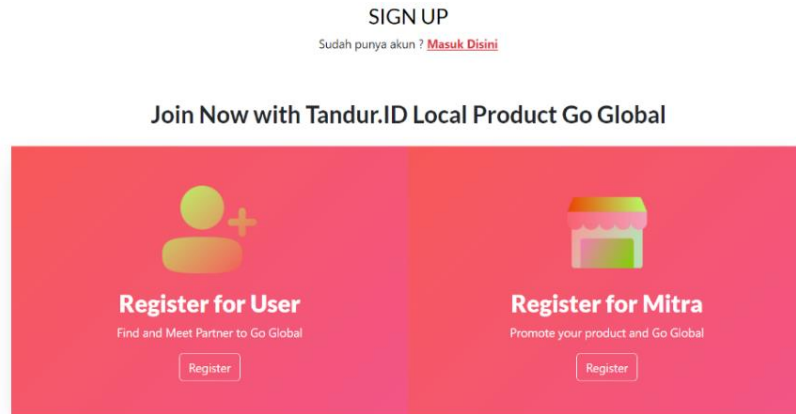 SIGN UP
Sudah punya akun ? Masuk Disini
Join Now with Tandur.ID Local Product Go Global
Register for User
Find and Meet Partner to Go Global
Register
Register for Mitra
Promote your product and Go Global
Register